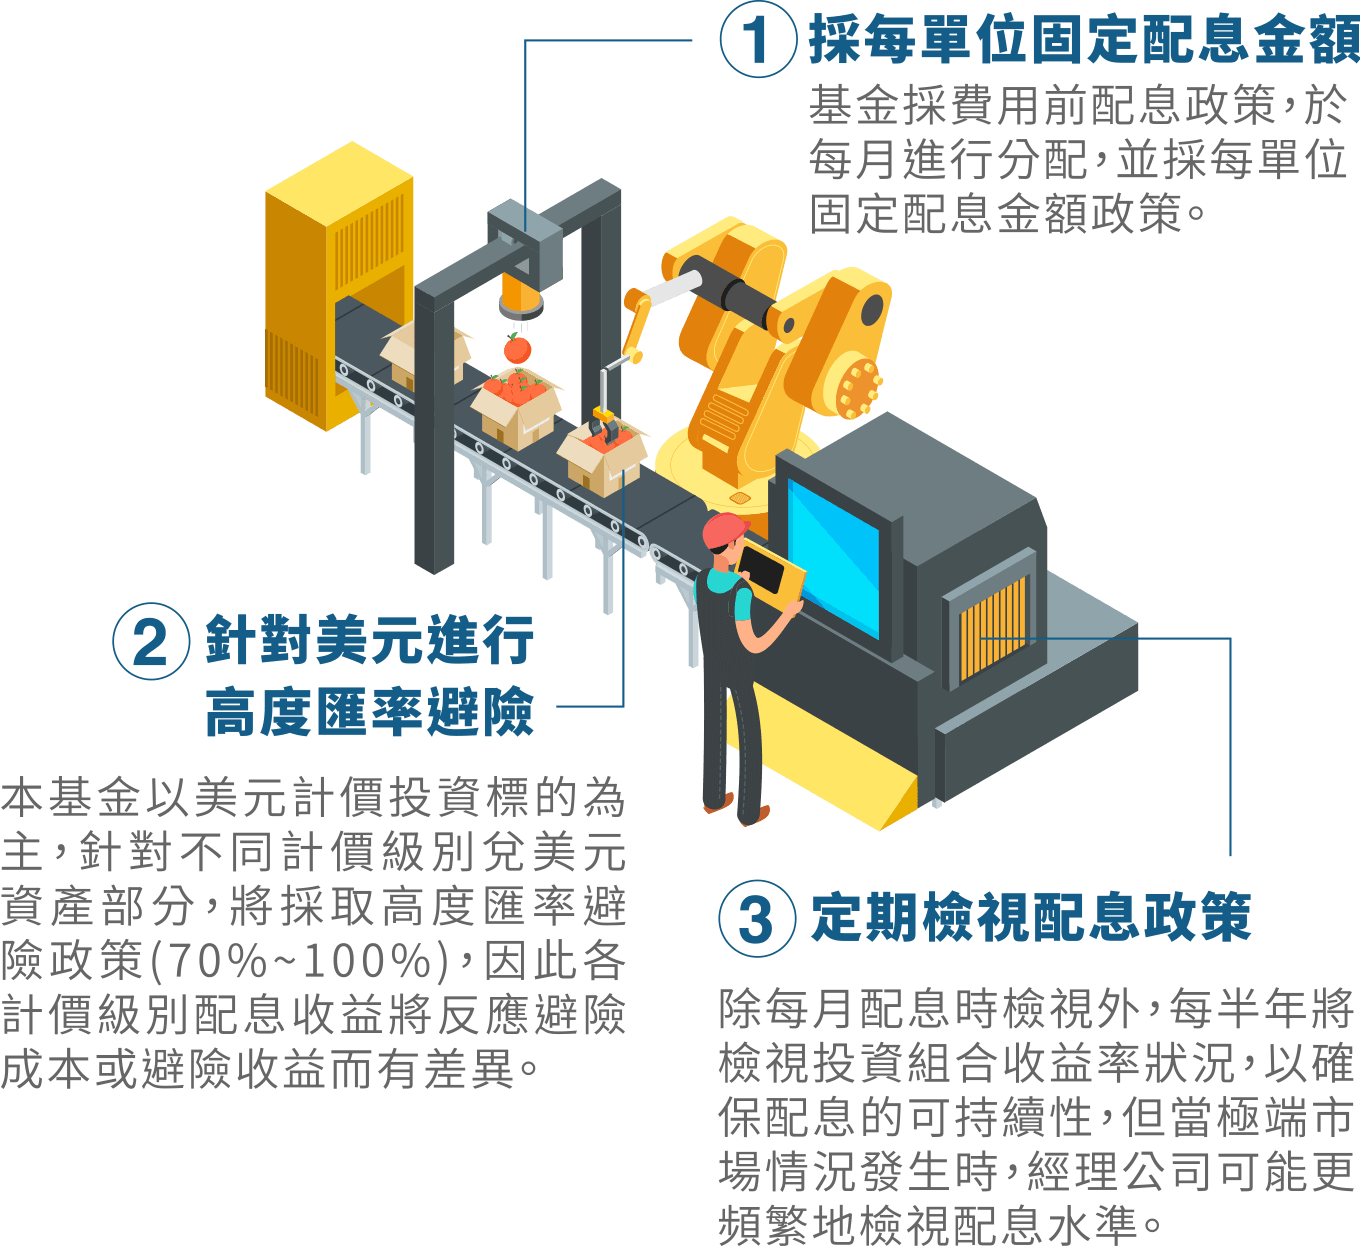 1 採每單位固定配息金額
基金採費用前配息政策，於
每月進行分配，並採每單位
固定配息金額政策。
2 針對美元進行
高度匯率避險
本基金以美元計價投資標的為
主，針對不同計價級別兌美元
資產部分，將採取高度匯率避
險政策(70%~100%)，因此各
計價級別配息收益將反應避險
成本或避險收益而有差異。
3 定期檢視配息政策
除每月配息時檢視外，每半年將
檢視投資組合收益率狀況，以確
保配息的可持續性，但當極端市
場情況發生時，經理公司可能更
頻繁地檢視配息水準。